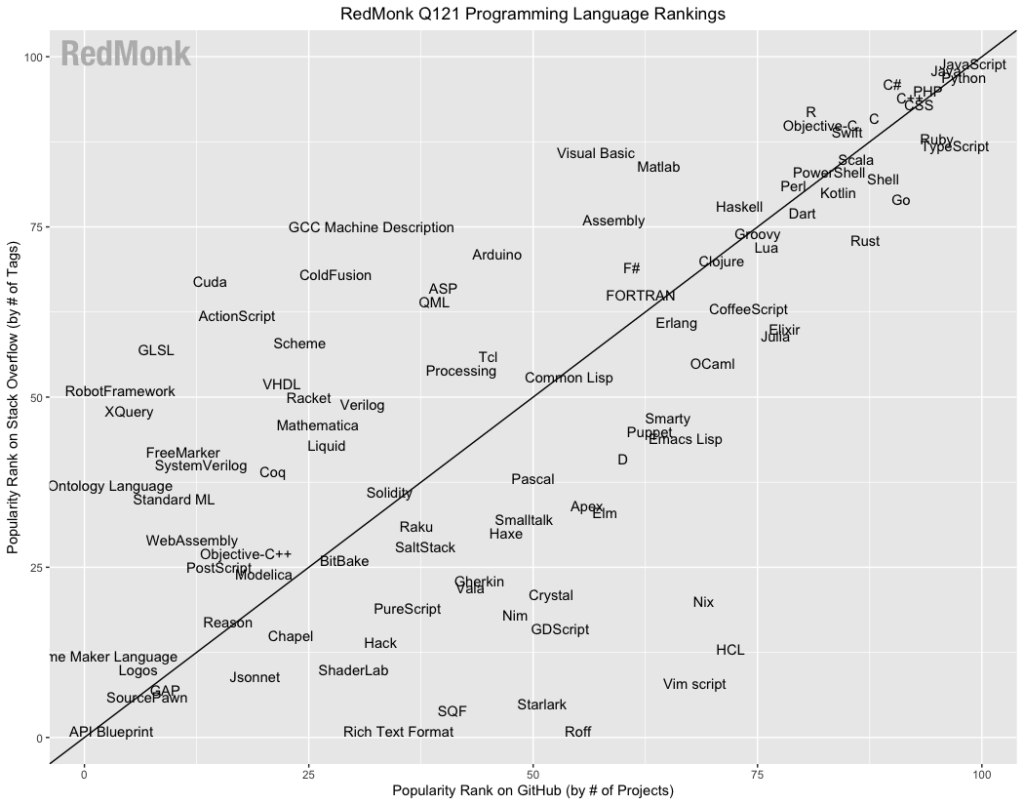 RedMonk Q121 Programming Language Rankings
RedMonk
100
JavaScript
Java
Python
C#
PHP
C++
CSS
R
C
Objective-C
Swift
Ruby
TypeScript
Visual Basic
Scala
Matlab
PowerShell
Shell
Perl
Kotlin
Go
Haskell
Dart
Assembly
75
GCC Machine Description
Groovy
Rust
Lua
Arduino
Clojure
F#
ColdFusion
Cuda
ASP
FORTRAN
QML
CoffeeScript
ActionScript
Erlang
Elixir
Julia
Scheme
GLSL
Tcl
OCaml
Processing
Common Lisp
VHDL
RobotFramework
50
Racket
Verilog
XQuery
Smarty
Mathematica
Puppet
Emacs Lisp
Liquid
FreeMarker
D
SystemVerilog
Coq
Pascal
Ontology Language
Solidity
Standard ML
Apex
Elm
Smalltalk
Raku
Haxe
WebAssembly
SaltStack
Objective-C++
BitBake
25
PostScript
Modelica
Gherkin
Vala
Crystal
Nix
PureScript
Nim
Reason
GDScript
Chapel
Hack
HCL
me Maker Language
Logos
ShaderLab
Jsonnet
Vim script
GAP
SourcePawn
Starlark
SQF
API Blueprint
Rich Text Format
Roff
0
0
25
50
75
100
Popularity Rank on GitHub (by # of Projects)
Popularity Rank on Stack Overflow (by # of Tags)